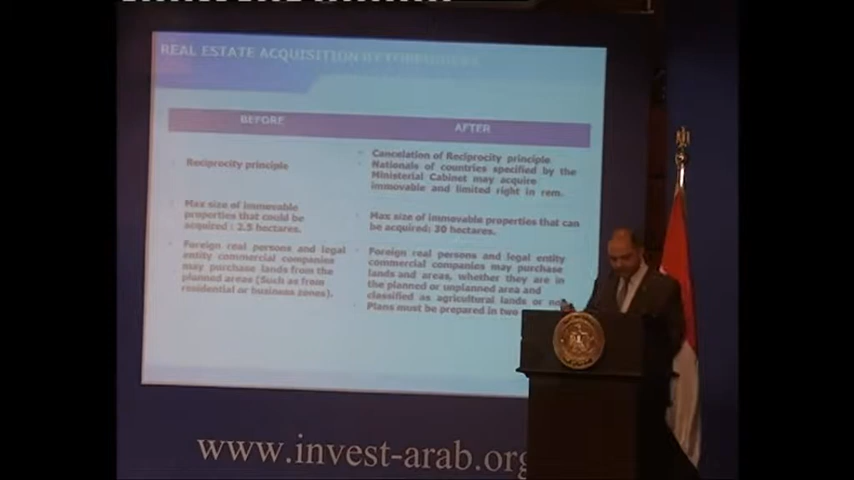 REAL ESTATE ACQUISITION BY FOREIGNERS
BEFORE
Reciprocity principle
Max size of immovable
properties that could be
acquired : 2.5 hectares.
Foreign real persons and legal
entity commercial companies
may purchase lands from the
planned areas (Such as from
residential or business zones).
AFTER
Cancelation of Reciprocity principle
Nationals of countries specified by the
Ministerial Cabinet may acquire
immovable and limited right in rem.
Max size of immovable properties that can
be acquired: 30 hectares.
Foreign real persons and legal entity
commercial companies may purchase
lands and areas, whether they are in
the planned or unplanned area and
classified as agricultural lands or
Plans must be prepared in two
www.invest-arab.org